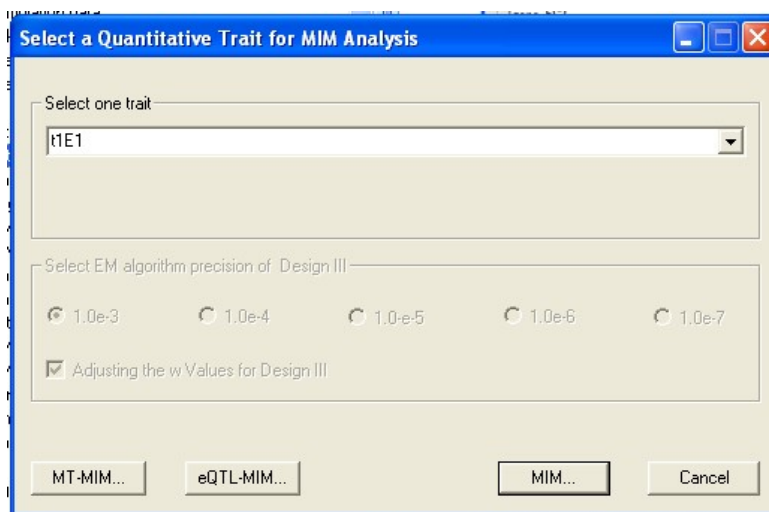 Select a Quantitative Trait for MIM Analysis
Select one trait
t1E1
Select EM algorithm precision of Design III
1.0e-3 1.0e-4 1.0-e-5 1.0e-6 1.0e-7
Adjusting the w Values for Design III
MT-MIM... eQTL-MIM... MIM... Cancel